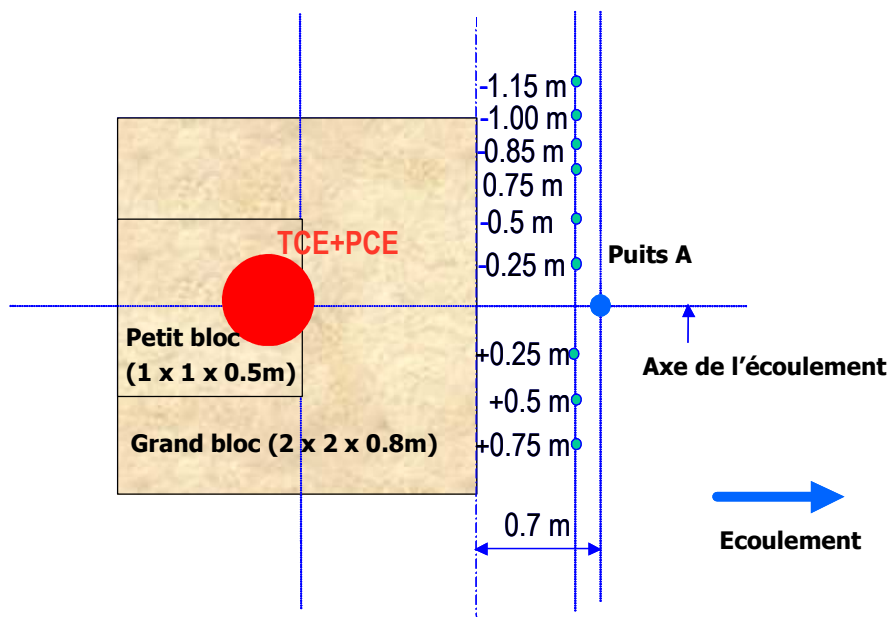 -1.15 m
-1.00 m
-0.85 m
0.75 m
-0.5 m
TCE+PCE
-0.25 m
Puits A
Petit bloc
(1 x 1 x 0.5m)
+0.25 m
Axe de l’écoulement
+0.5 m
Grand bloc (2 x 2 x 0.8m)
+0.75 m
0.7 m
Ecoulement